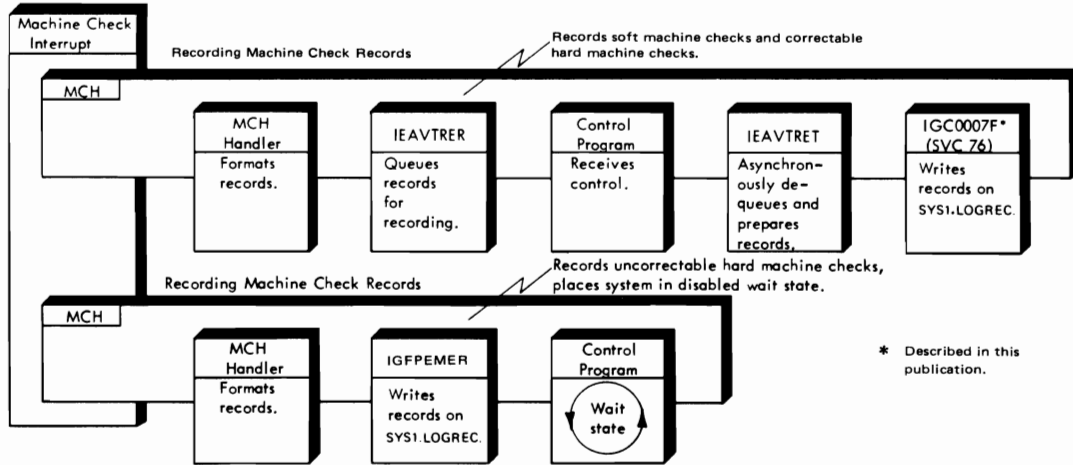 Machine Check
Interrupt
Recording Machine Check Records
Records soft machine checks and correctable
hard machine checks.
MCH
MCH
Handler
Formats
records.
IEAVTRER
Queues
records
for
recording.
Control
Program
Receives
control.
IEAVTRET
Asynchron-
ously de-
queues and
prepares
records.
IGC0007F*
(SVC 76)
Writes
records on
SYS1.LOGREC.
Recording Machine Check Records
Records uncorrectable hard machine checks,
places system in disabled wait state.
MCH
MCH
Handler
Formats
records.
IGFPEMER
Writes
records on
SYS1.LOGREC.
Control
Program
Wait
state
* Described in this
publication.